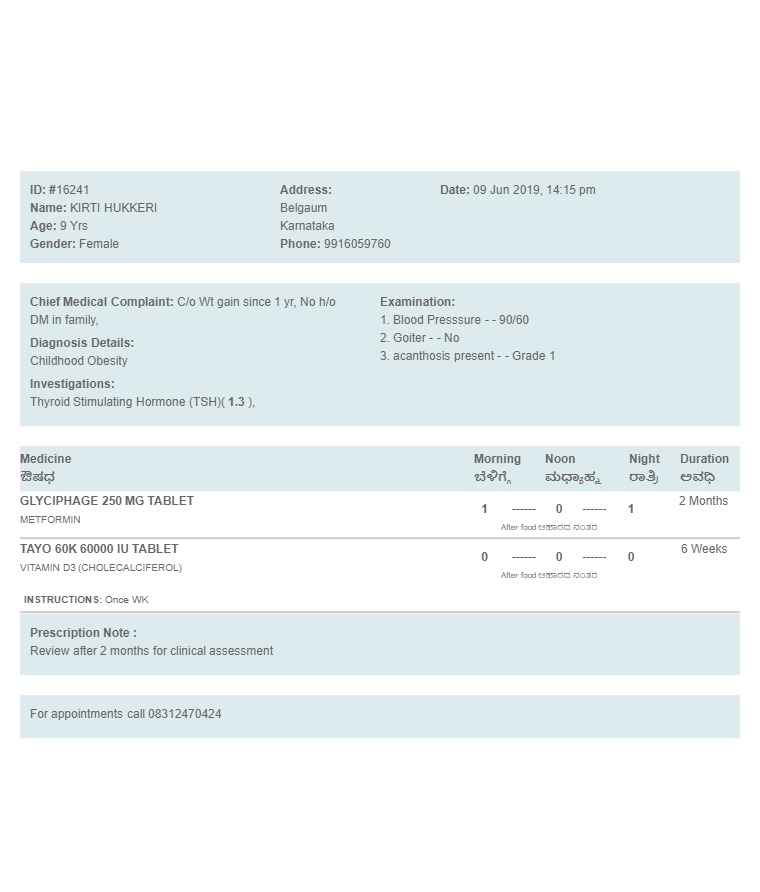 ID: #16241
Name: KIRTI HUKKERI
Age: 9 Yrs
Gender: Female
Address:
Belgaum
Karnataka
Phone: 9916059760
Date: 09 Jun 2019, 14:15 pm
Chief Medical Complaint: C/o Wt gain since 1 yr, No h/o
DM in family,
Diagnosis Details:
Childhood Obesity
Investigations:
Thyroid Stimulating Hormone (TSH)( 1.3 ),
Examination:
1. Blood Presssure - - 90/60
2. Goiter - - No
3. acanthosis present - - Grade 1
Medicine Morning Noon Night Duration
ಔಷಧ ಬೆಳಿಗ್ಗೆ ಮಧ್ಯಾಹ್ನ ರಾತ್ರಿ ಅವಧಿ
GLYCIPHAGE 250 MG TABLET 2 Months
1 ------ 0 ------ 1
METFORMIN
After food ಆಹಾರದ ನಂತರ
TAYO 60K 60000 IU TABLET 6 Weeks
0 ------ 0 ------ 0
VITAMIN D3 (CHOLECALCIFEROL)
After food ಆಹಾರದ ನಂತರ
INSTRUCTIONS: Once WK
Prescription Note :
Review after 2 months for clinical assessment
For appointments call 08312470424